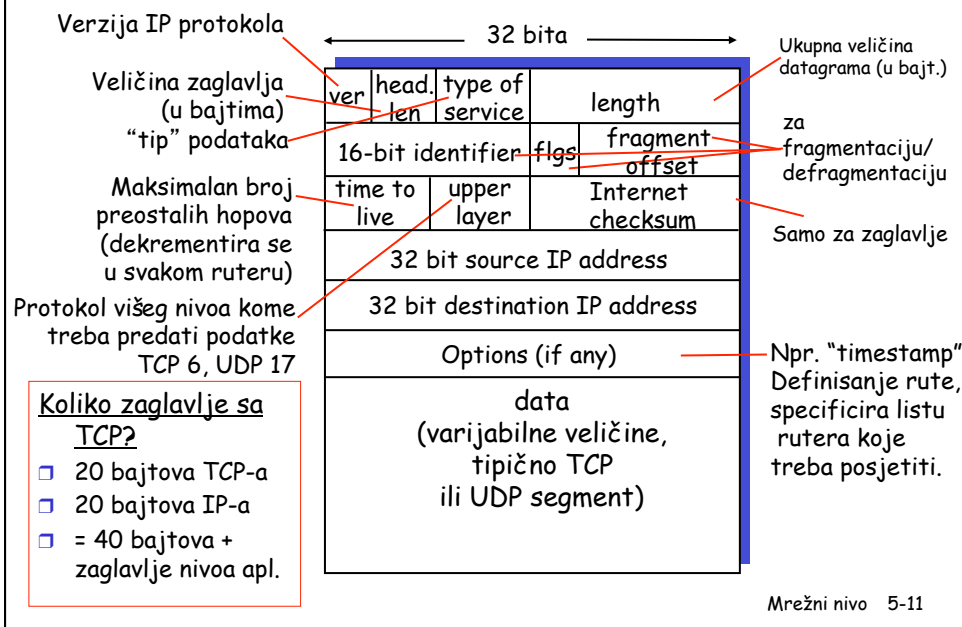 Verzija IP protokola
32 bita
Ukupna veličina
datagrama (u bajt.)
Veličina zaglavlja
(u bajtima)
“tip” podataka
ver
head.
len
type of
service
length
16-bit identifier
flgs
fragment
offset
za
fragmentaciju/
defragmentaciju
Maksimalan broj
preostalih hopova
(dekrementira se
u svakom ruteru)
time to
live
upper
layer
Internet
checksum
Samo za zaglavlje
32 bit source IP address
32 bit destination IP address
Protokol višeg nivoa kome
treba predati podatke
TCP 6, UDP 17
Options (if any)
Npr. “timestamp”
Definisanje rute,
specificira listu
rutera koje
treba posjetiti.
data
(varijabilne veličine,
tipično TCP
ili UDP segment)
Koliko zaglavlje sa
TCP?
❒ 20 bajtova TCP-a
❒ 20 bajtova IP-a
❒ = 40 bajtova +
zaglavlje nivoa apl.
Mrežni nivo 5-11